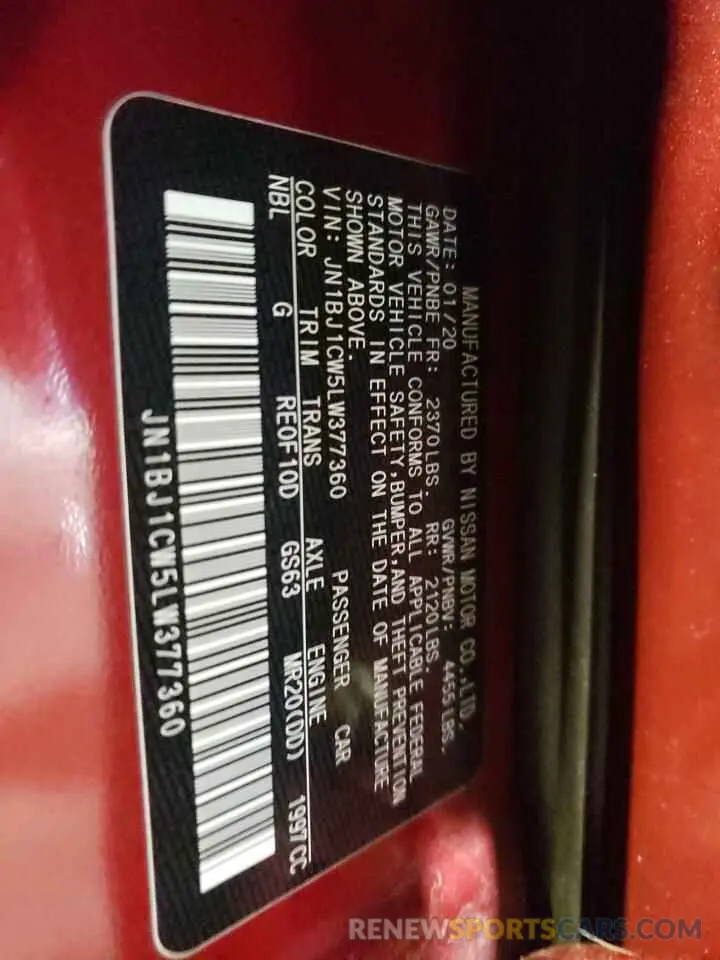 MANUFACTURED BY NISSAN MOTOR CO.,LTD.
DATE: 01/20 GVWR/PNBV: 4455LBS.
GAWR/PNBE FR: 2370LBS. RR: 2120LBS.
THIS VEHICLE CONFORMS TO ALL APPLICABLE FEDERAL
MOTOR VEHICLE SAFETY,BUMPER,AND THEFT PREVENTION
STANDARDS IN EFFECT ON THE DATE OF MANUFACTURE
SHOWN ABOVE.
VIN: JN1BJ1CW5LW377360 PASSENGER CAR
COLOR TRIM TRANS AXLE ENGINE
NBL G RE0F10D GS63 MR20(DD) 1997CC
JN1BJ1CW5LW377360
RENEWSPORTSCARS.COM